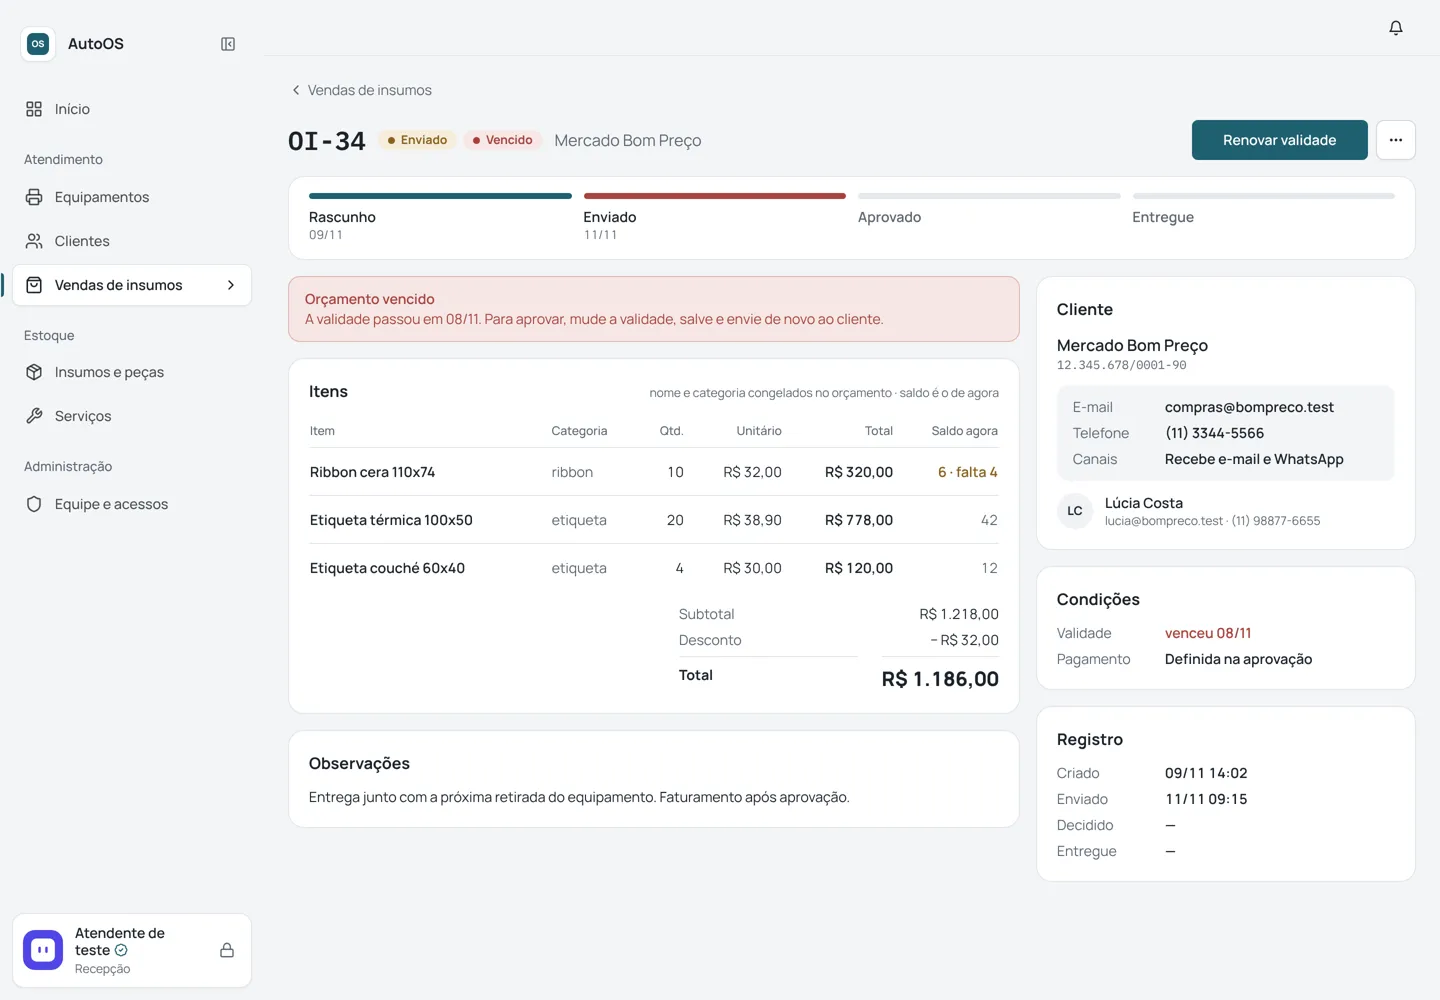 OS
AutoOS
Início
Atendimento
Equipamentos
Clientes
Vendas de insumos
Estoque
Insumos e peças
Serviços
Administração
Equipe e acessos
Atendente de
teste
Recepção
Vendas de insumos
OI-34
Enviado
Vencido
Mercado Bom Preço
Renovar validade
Rascunho
09/11
Enviado
11/11
Aprovado
Entregue
Orçamento vencido
A validade passou em 08/11. Para aprovar, mude a validade, salve e envie de novo ao cliente.
Itens
nome e categoria congelados no orçamento · saldo é o de agora
Item Categoria Qtd. Unitário Total Saldo agora
Ribbon cera 110x74 ribbon 10 R$ 32,00 R$ 320,00 6 · falta 4
Etiqueta térmica 100x50 etiqueta 20 R$ 38,90 R$ 778,00 42
Etiqueta couché 60x40 etiqueta 4 R$ 30,00 R$ 120,00 12
Subtotal R$ 1.218,00
Desconto − R$ 32,00
Total R$ 1.186,00
Observações
Entrega junto com a próxima retirada do equipamento. Faturamento após aprovação.
Cliente
Mercado Bom Preço
12.345.678/0001-90
E-mail compras@bompreco.test
Telefone (11) 3344-5566
Canais Recebe e-mail e WhatsApp
LC
Lúcia Costa
lucia@bompreco.test · (11) 98877-6655
Condições
Validade venceu 08/11
Pagamento Definida na aprovação
Registro
Criado 09/11 14:02
Enviado 11/11 09:15
Decidido —
Entregue —